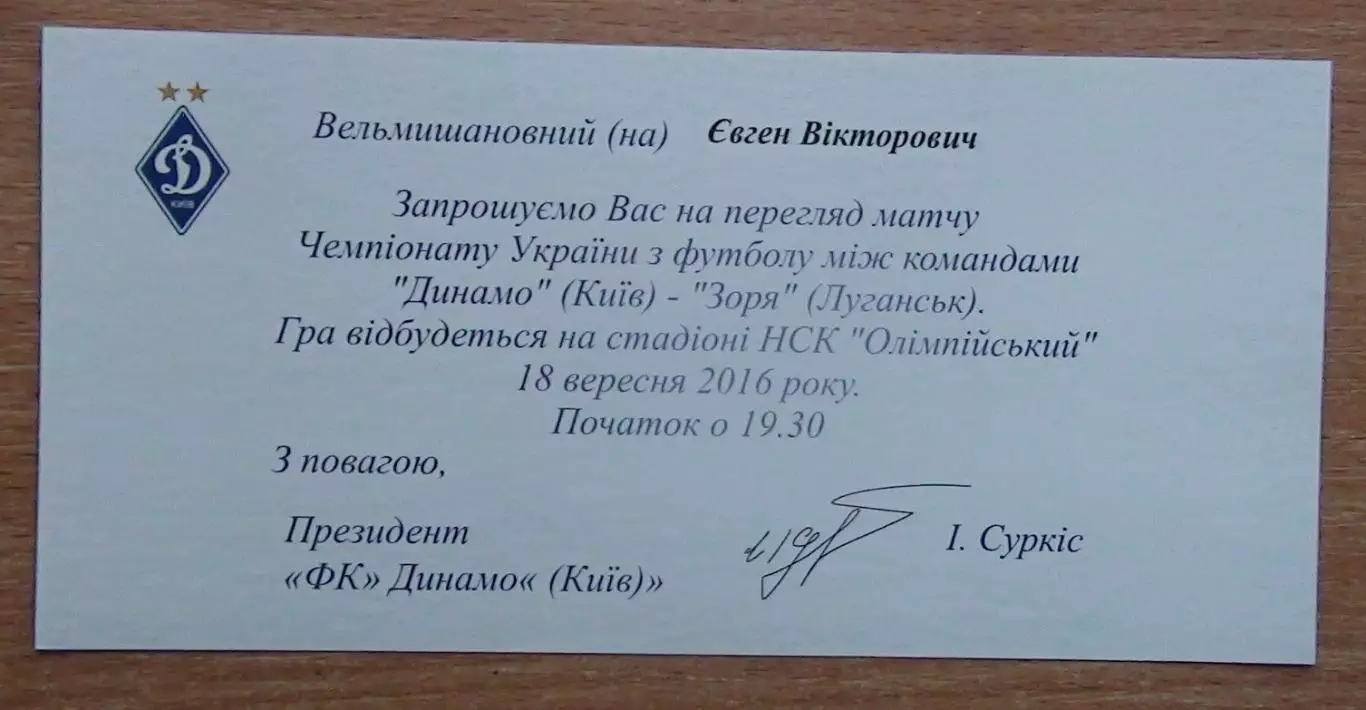 Вельмишановний (на) Євген Вікторович
Запрошуємо Вас на перегляд матчу
Чемпіонату України з футболу між командами
"Динамо" (Київ) - "Зоря" (Луганськ).
Гра відбудеться на стадіоні НСК "Олімпійський"
18 вересня 2016 року.
Початок о 19.30
З повагою,
Президент
«ФК» Динамо« (Київ)»
І. Суркіс
Д
КИЇВ